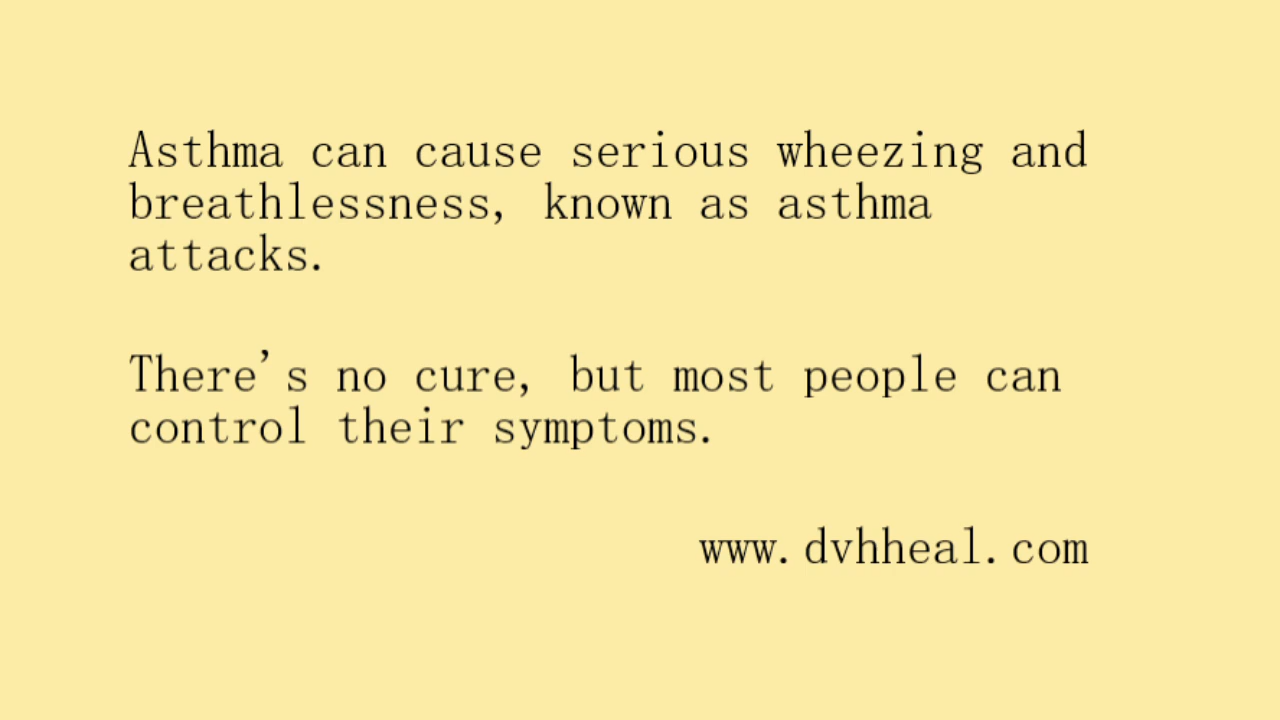 Asthma can cause serious wheezing and
breathlessness, known as asthma
attacks.
There’s no cure, but most people can
control their symptoms.
www.dvhheal.com